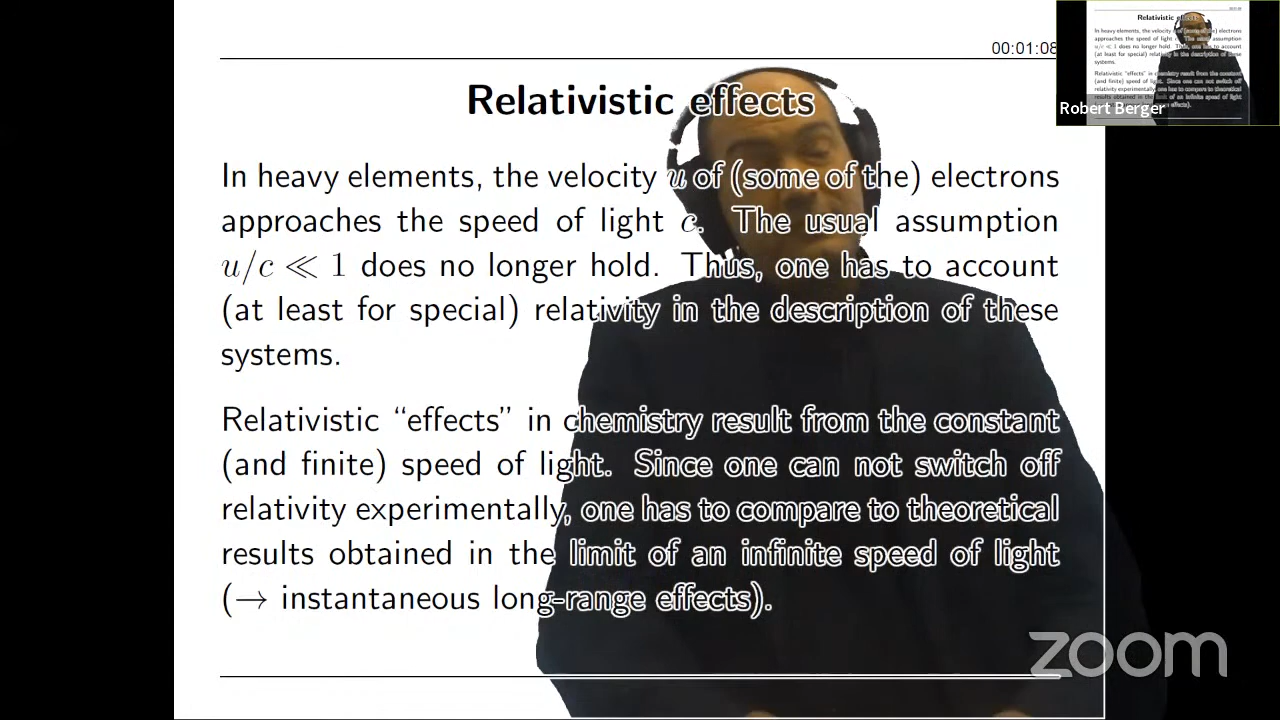 00:01:08
Relativistic effects
In heavy elements, the velocity u of (some of the) electrons
approaches the speed of light c. The usual assumption
u/c ≪ 1 does no longer hold. Thus, one has to account
(at least for special) relativity in the description of these
systems.
Relativistic “effects” in chemistry result from the constant
(and finite) speed of light. Since one can not switch off
relativity experimentally, one has to compare to theoretical
results obtained in the limit of an infinite speed of light
(→ instantaneous long-range effects).
Robert Berger
zoom